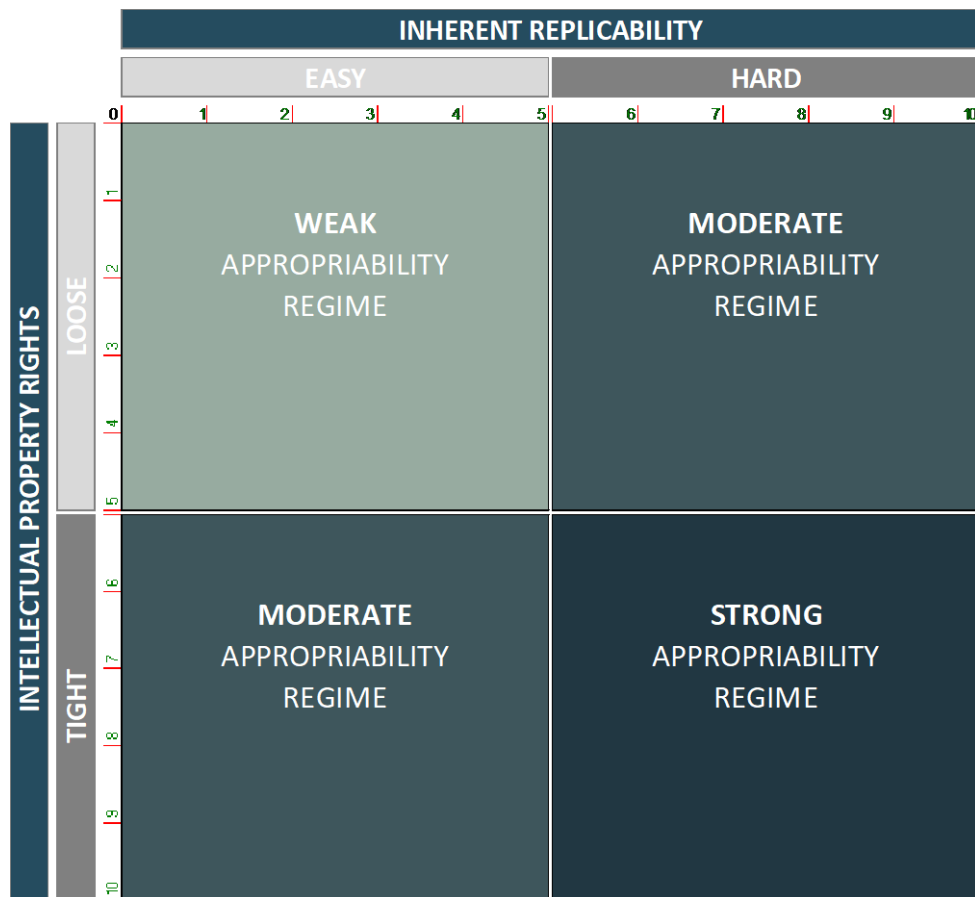 INHERENT REPLICABILITY
EASY
HARD
0 1 2 3 4 5 6 7 8 9 10
INTELLECTUAL PROPERTY RIGHTS
LOOSE
1
2
3
4
5
WEAK
APPROPRIABILITY
REGIME
MODERATE
APPROPRIABILITY
REGIME
TIGHT
6
7
8
9
10
MODERATE
APPROPRIABILITY
REGIME
STRONG
APPROPRIABILITY
REGIME